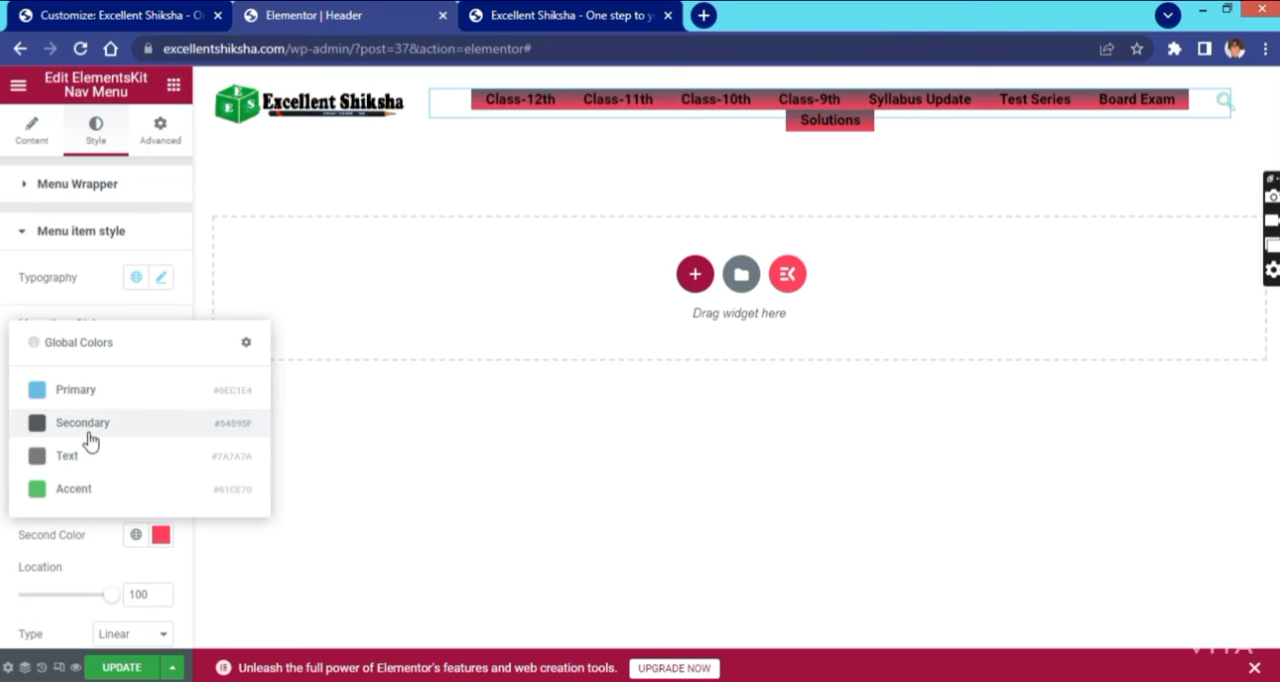 Customize: Excellent Shiksha - O
Elementor | Header
Excellent Shiksha - One step to y
excellentshiksha.com/wp-admin/?post=37&action=elementor#
Edit ElementsKit
Nav Menu
Content
Style
Advanced
E
E
S
Excellent Shiksha
Class-12th
Class-11th
Class-10th
Class-9th
Syllabus Update
Test Series
Board Exam
Solutions
Menu Wrapper
Menu item style
Typography
Global Colors
Primary
#6EC1E4
Secondary
#54595F
Text
#7A7A7A
Accent
#61CE70
Second Color
Location
100
Type
Linear
Drag widget here
UPDATE
Unleash the full power of Elementor's features and web creation tools.
UPGRADE NOW